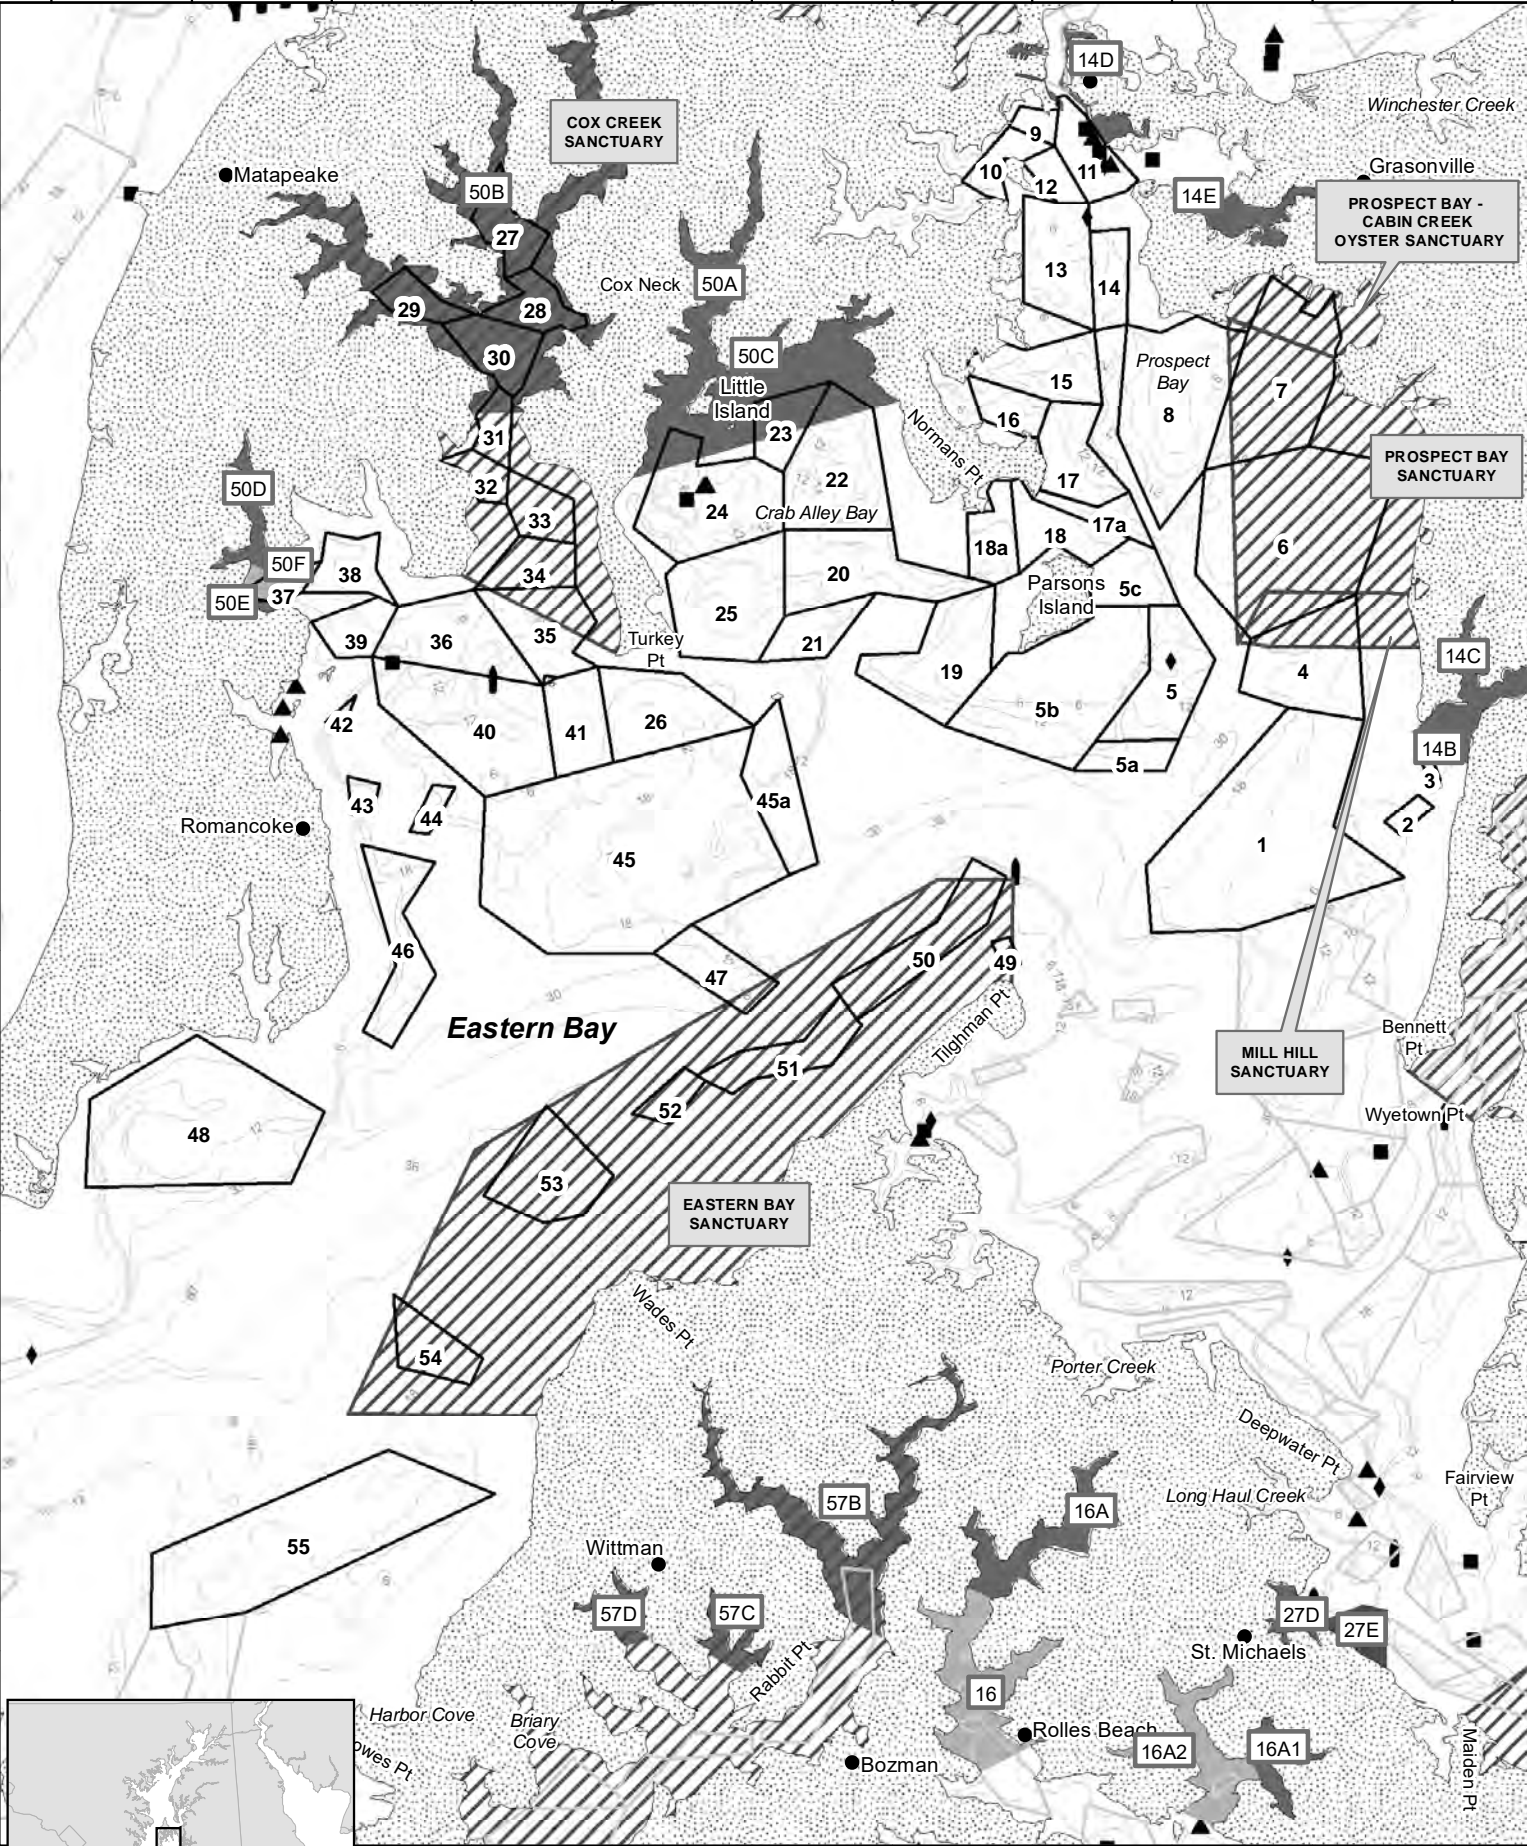 14D
Winchester Creek
COX CREEK
SANCTUARY
9
Grasonville
Matapeake
10
11
12
50B
14E
PROSPECT BAY -
CABIN CREEK
OYSTER SANCTUARY
27
13
14
Cox Neck
50A
29
28
30
50C
Prospect
Bay
Little
Island
15
7
16
8
23
31
Normans Pt
PROSPECT BAY
SANCTUARY
50D
32
22
17
24
Crab Alley Bay
33
17a
18
18a
6
50F
38
34
20
Parsons
Island
5c
50E
37
25
39
36
35
Turkey
Pt
21
14C
19
5
4
42
40
41
26
5b
14B
5a
3
43
45a
44
2
Romancoke
45
1
46
50
49
47
Eastern Bay
Tilghman Pt
Bennett
Pt
MILL HILL
SANCTUARY
51
52
Wyetown Pt
48
53
EASTERN BAY
SANCTUARY
Wades Pt
54
Porter Creek
Deepwater Pt
Fairview
Pt
57B
Long Haul Creek
16A
55
Wittman
57D
57C
27D
27E
St. Michaels
Rabbit Pt
16
Harbor Cove
Briary
Cove
Rolles Beach
owes Pt
16A2
16A1
Maiden Pt
Bozman